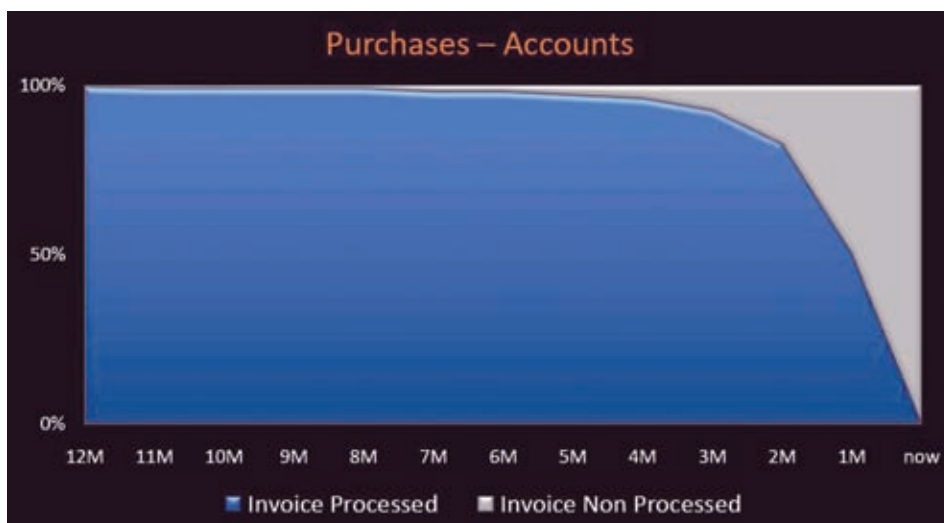 Purchases – Accounts
100%
50%
0%
12M 11M 10M 9M 8M 7M 6M 5M 4M 3M 2M 1M now
Invoice Processed Invoice Non Processed